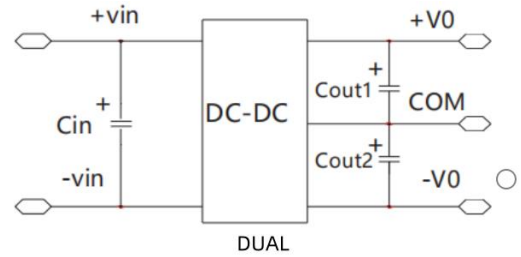 +vin +V0
+
Cout1
+
COM
DC-DC
Cin
+
Cout2
-vin
-V0
DUAL